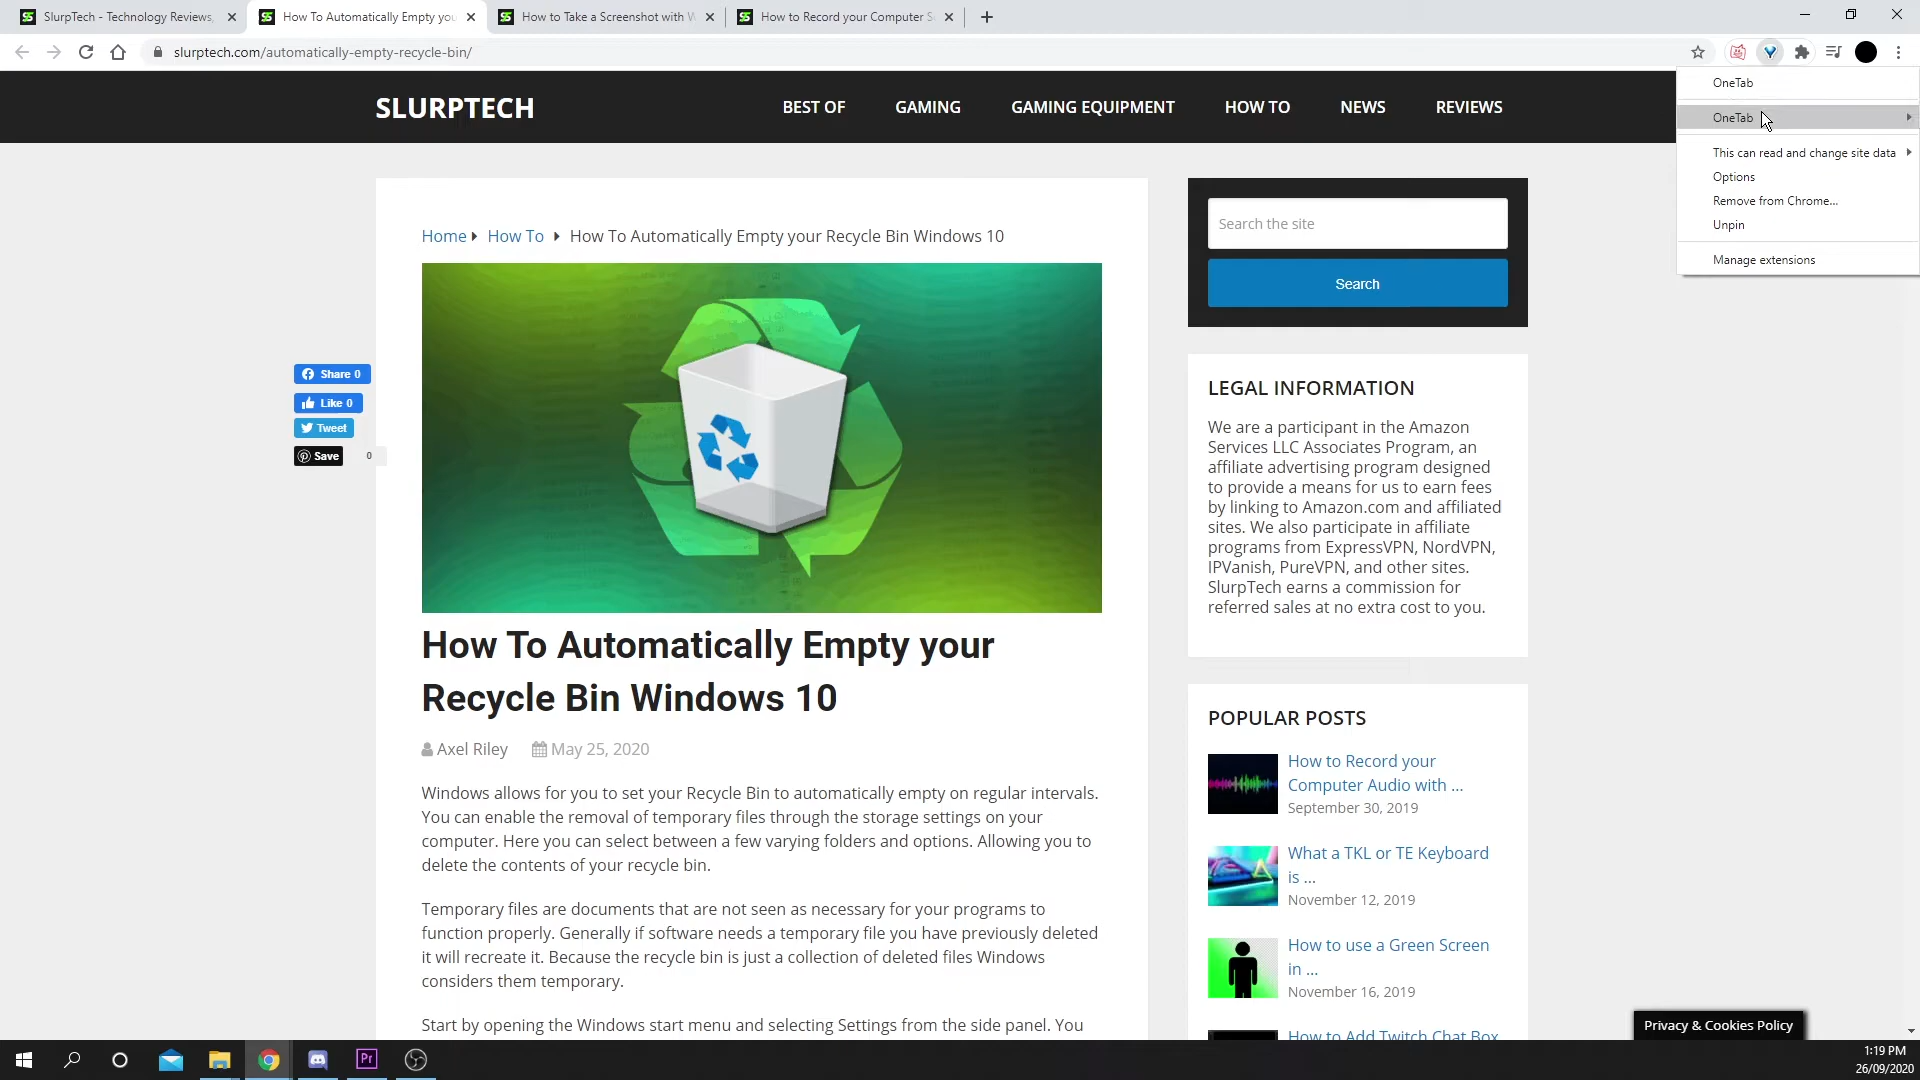 SlurpTech - Technology Reviews,
How To Automatically Empty you
How to Take a Screenshot with W
How to Record your Computer S
slurptech.com/automatically-empty-recycle-bin/
SLURPTECH
BEST OF
GAMING
GAMING EQUIPMENT
HOW TO
NEWS
REVIEWS
OneTab
OneTab
This can read and change site data
Options
Remove from Chrome...
Unpin
Manage extensions
Home
How To
How To Automatically Empty your Recycle Bin Windows 10
Share 0
Like 0
Tweet
Save
0
How To Automatically Empty your
Recycle Bin Windows 10
Axel Riley
May 25, 2020
Windows allows for you to set your Recycle Bin to automatically empty on regular intervals.
You can enable the removal of temporary files through the storage settings on your
computer. Here you can select between a few varying folders and options. Allowing you to
delete the contents of your recycle bin.
Temporary files are documents that are not seen as necessary for your programs to
function properly. Generally if software needs a temporary file you have previously deleted
it will recreate it. Because the recycle bin is just a collection of deleted files Windows
considers them temporary.
Start by opening the Windows start menu and selecting Settings from the side panel. You
Search the site
Search
LEGAL INFORMATION
We are a participant in the Amazon
Services LLC Associates Program, an
affiliate advertising program designed
to provide a means for us to earn fees
by linking to Amazon.com and affiliated
sites. We also participate in affiliate
programs from ExpressVPN, NordVPN,
IPVanish, PureVPN, and other sites.
SlurpTech earns a commission for
referred sales at no extra cost to you.
POPULAR POSTS
How to Record your
Computer Audio with ...
September 30, 2019
What a TKL or TE Keyboard
is ...
November 12, 2019
How to use a Green Screen
in ...
November 16, 2019
How to Add Twitch Chat Box
Privacy & Cookies Policy
Pr
1:19 PM
26/09/2020